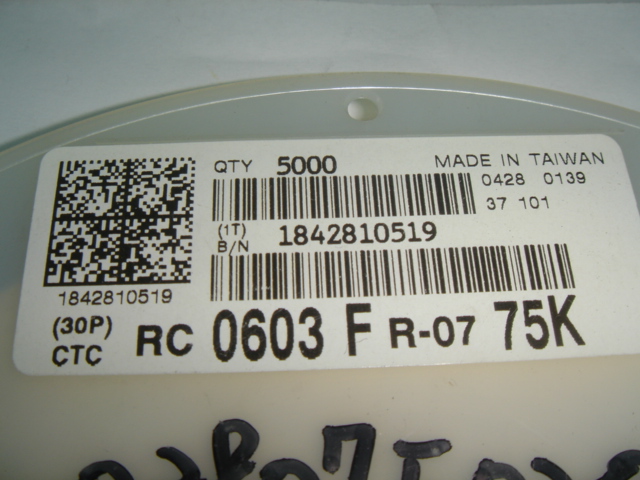 QTY 5000 MADE IN TAIWAN
0428 0139
37 101
(1T)
B/N 1842810519
1842810519
(30P)
CTC RC 0603 F R-07 75K